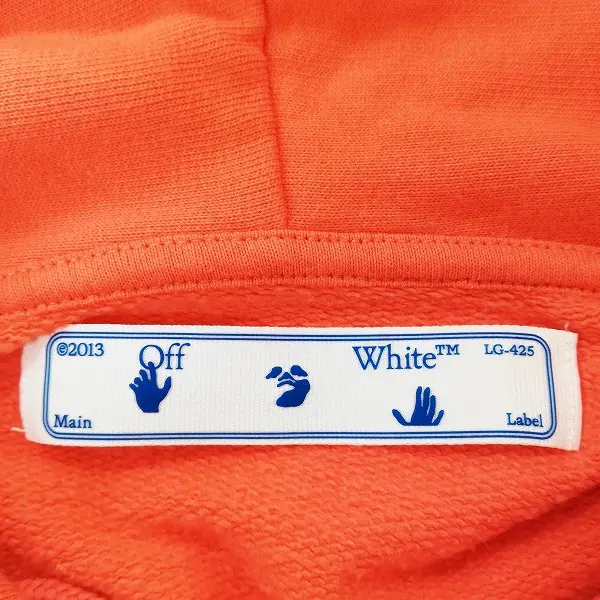 ©2013 Off White™ LG-425
Main Label